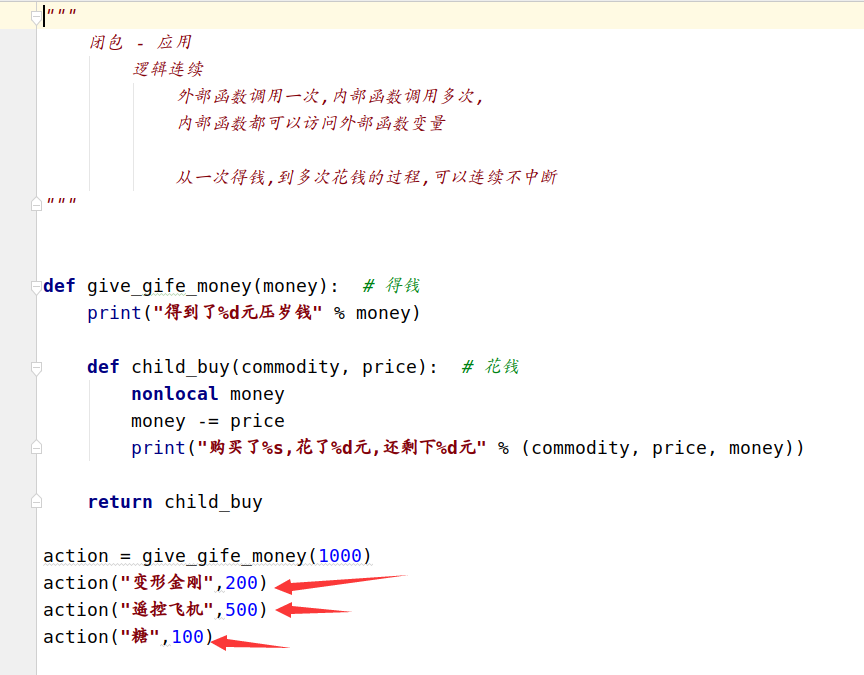 """
    闭包 - 应用
        逻辑连续
            外部函数调用一次,内部函数调用多次,
            内部函数都可以访问外部函数变量

            从一次得钱,到多次花钱的过程,可以连续不中断
"""

def give_gife_money(money):  # 得钱
    print("得到了%d元压岁钱" % money)

    def child_buy(commodity, price):  # 花钱
        nonlocal money
        money -= price
        print("购买了%s,花了%d元,还剩下%d元" % (commodity, price, money))

    return child_buy

action = give_gife_money(1000)
action("变形金刚",200)
action("遥控飞机",500)
action("糖",100)